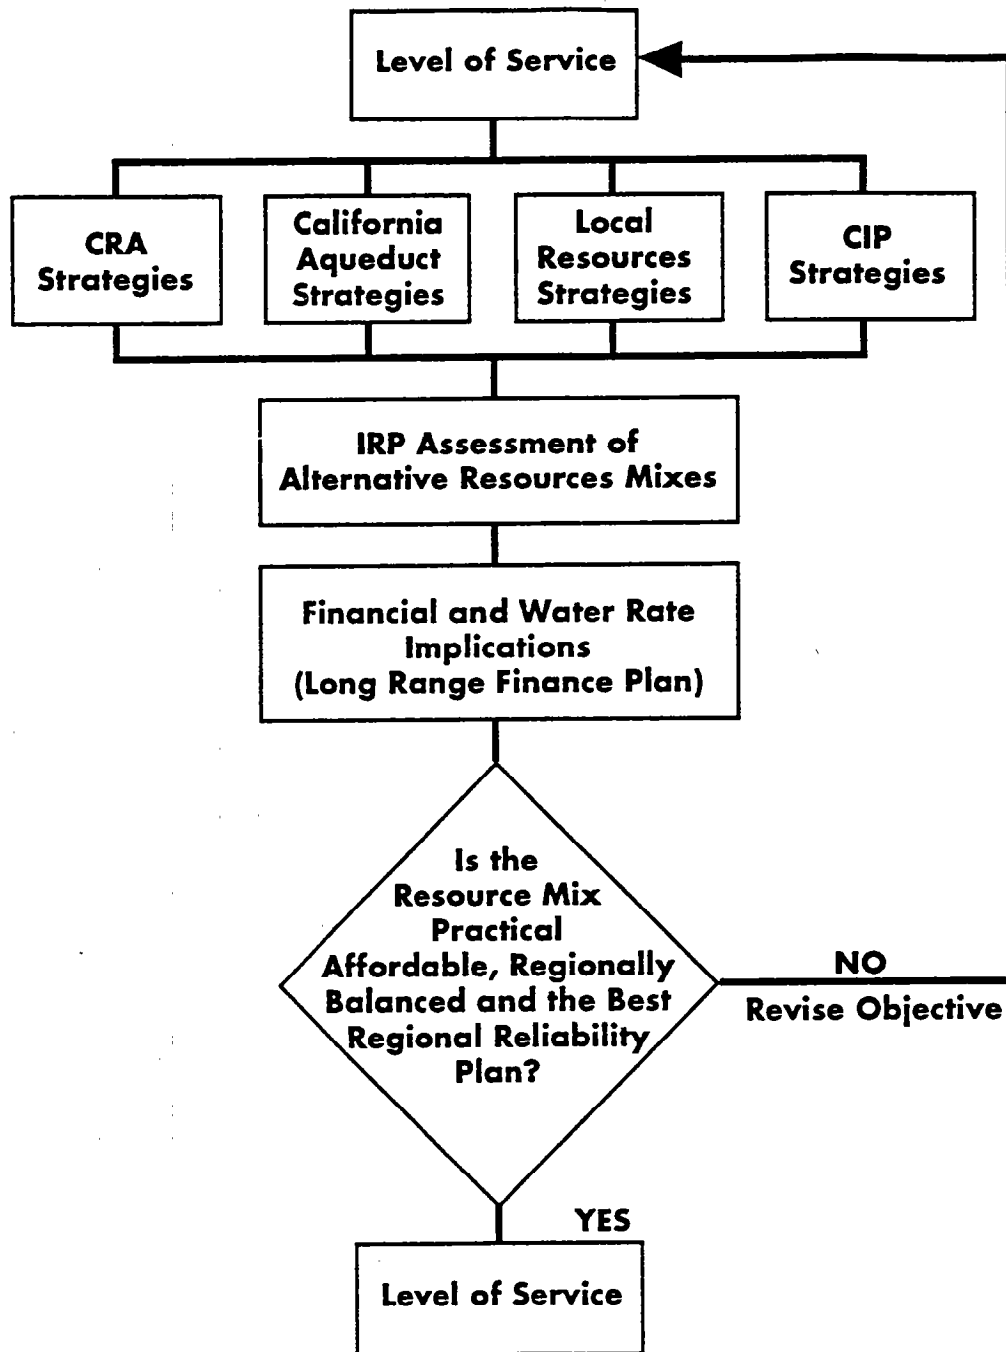 Level of Service
CRA
Strategies
California
Aqueduct
Strategies
Local
Resources
Strategies
CIP
Strategies
IRP Assessment of
Alternative Resources Mixes
Financial and Water Rate
Implications
(Long Range Finance Plan)
Is the
Resource Mix
Practical
Affordable, Regionally
Balanced and the Best
Regional Reliability
Plan?
NO
Revise Objective
YES
Level of Service